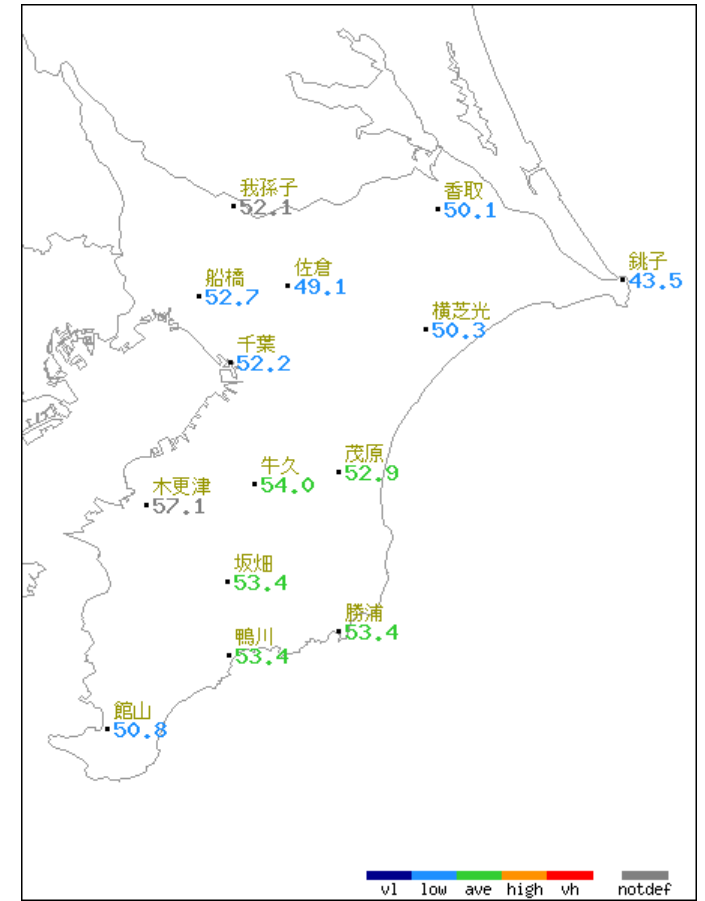 我孫子
52.1
香取
50.1
銚子
43.5
船橋
52.7
佐倉
49.1
横芝光
50.3
千葉
52.2
茂原
52.9
牛久
54.0
木更津
57.1
坂畑
53.4
勝浦
53.4
鴨川
53.4
館山
50.8
vl low ave high vh notdef